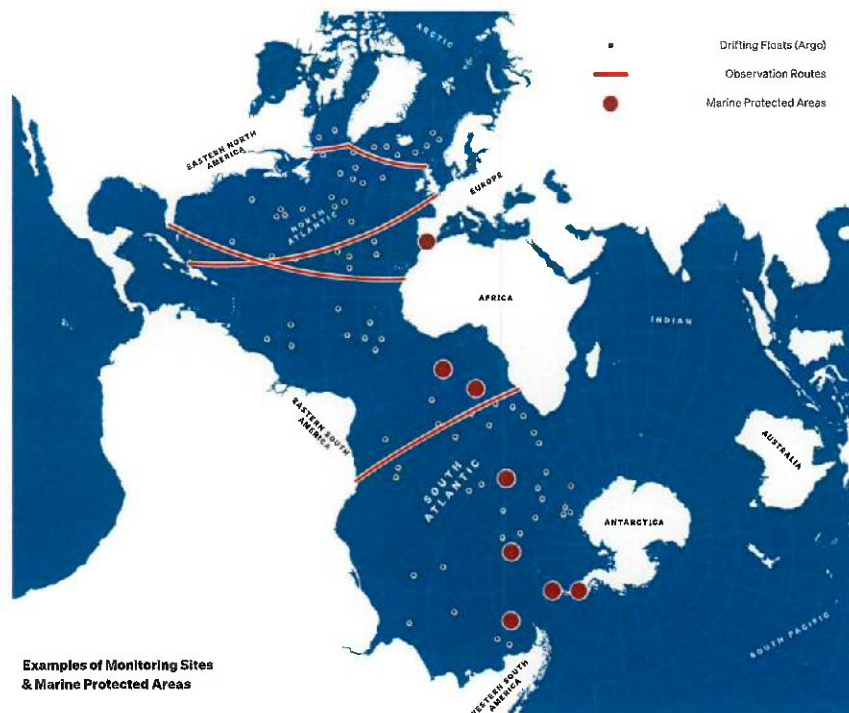 ARCTIC
Drifting Floats (Argo)
Observation Routes
Marine Protected Areas
EASTERN NORTH
AMERICA
EUROPE
NORTH
ATLANTIC
AFRICA
INDIAN
EASTERN SOUTH
AMERICA
AUSTRALIA
SOUTH
ATLANTIC
ANTARCTICA
SOUTH PACIFIC
Examples of Monitoring Sites
& Marine Protected Areas
WESTERN SOUTH
AMERICA